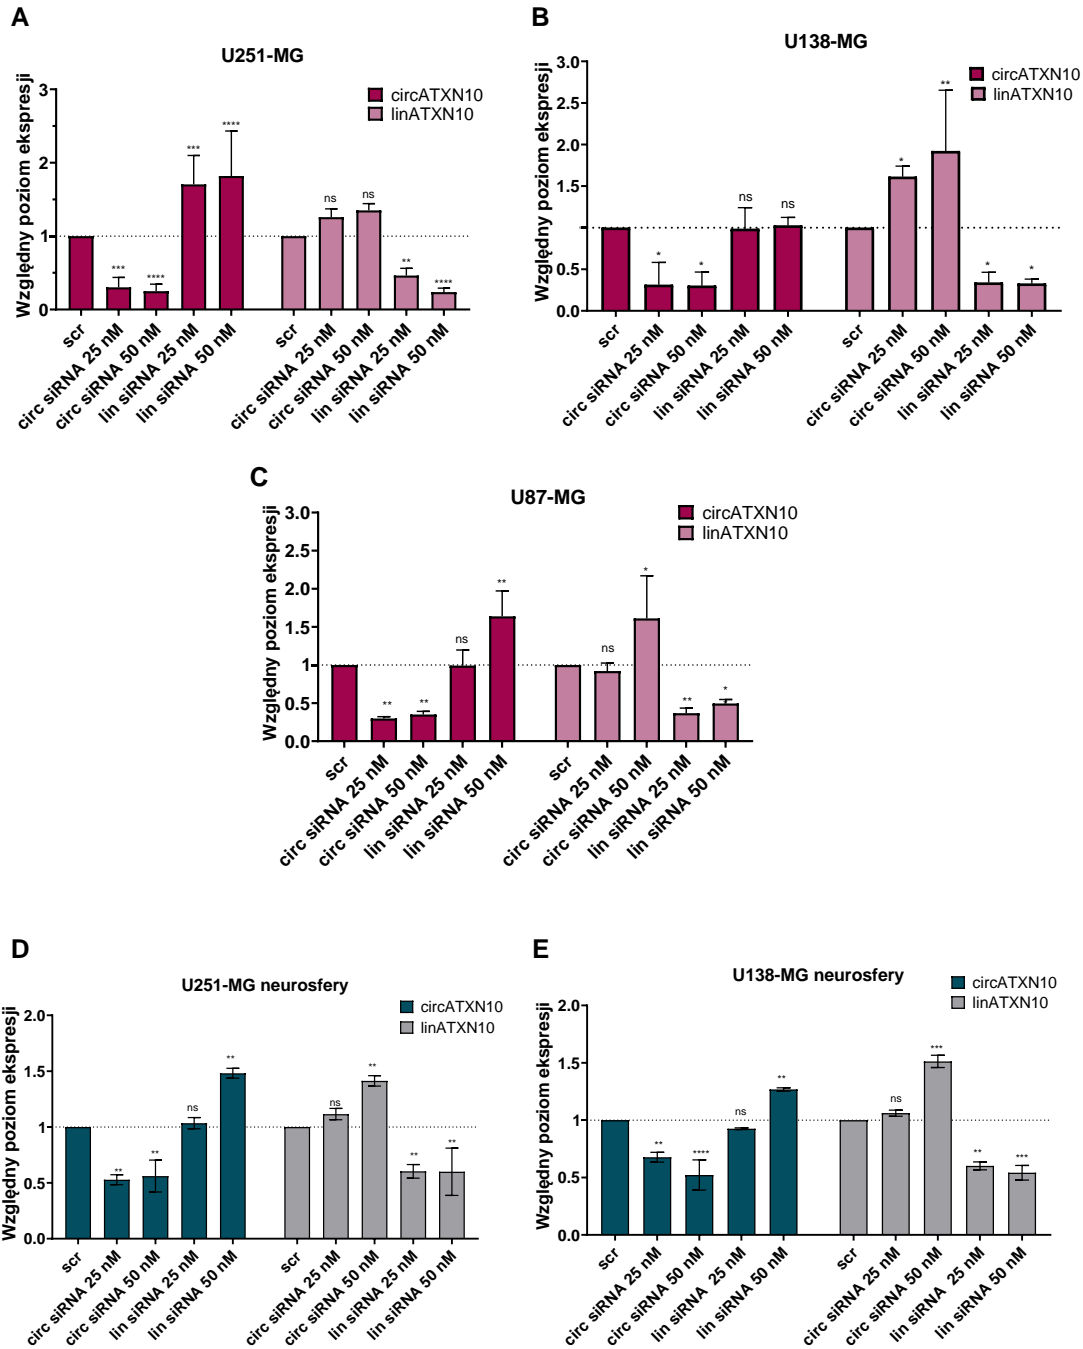 A
U251-MG
circATXN10
linATXN10
Względny poziom ekspresji
3
2
1
0
*** **** *** **** ns ns ** ****
scr circ siRNA 25 nM circ siRNA 50 nM lin siRNA 25 nM lin siRNA 50 nM scr circ siRNA 25 nM circ siRNA 50 nM lin siRNA 25 nM lin siRNA 50 nM
B
U138-MG
circATXN10
linATXN10
Względny poziom ekspresji
3.0
2.5
2.0
1.5
1
0.5
0.0
* * ns ns * ** * *
scr circ siRNA 25 nM circ siRNA 50 nM lin siRNA 25 nM lin siRNA 50 nM scr circ siRNA 25 nM circ siRNA 50 nM lin siRNA 25 nM lin siRNA 50 nM
C
U87-MG
circATXN10
linATXN10
Względny poziom ekspresji
3.0
2.5
2.0
1.5
1
0.5
0.0
** ** ns ** ns * ** *
scr circ siRNA 25 nM circ siRNA 50 nM lin siRNA 25 nM lin siRNA 50 nM scr circ siRNA 25 nM circ siRNA 50 nM lin siRNA 25 nM lin siRNA 50 nM
D
U251-MG neurosfery
circATXN10
linATXN10
Względny poziom ekspresji
2.0
1.5
1
0.5
0.0
** ** ns ** ns ** ** **
scr circ siRNA 25 nM circ siRNA 50 nM lin siRNA 25 nM lin siRNA 50 nM scr circ siRNA 25 nM circ siRNA 50 nM lin siRNA 25 nM lin siRNA 50 nM
E
U138-MG neurosfery
circATXN10
linATXN10
Względny poziom ekspresji
2.0
1.5
1
0.5
0.0
** **** ns ** ns *** ** ***
scr circ siRNA 25 nM circ siRNA 50 nM lin siRNA 25 nM lin siRNA 50 nM scr circ siRNA 25 nM circ siRNA 50 nM lin siRNA 25 nM lin siRNA 50 nM